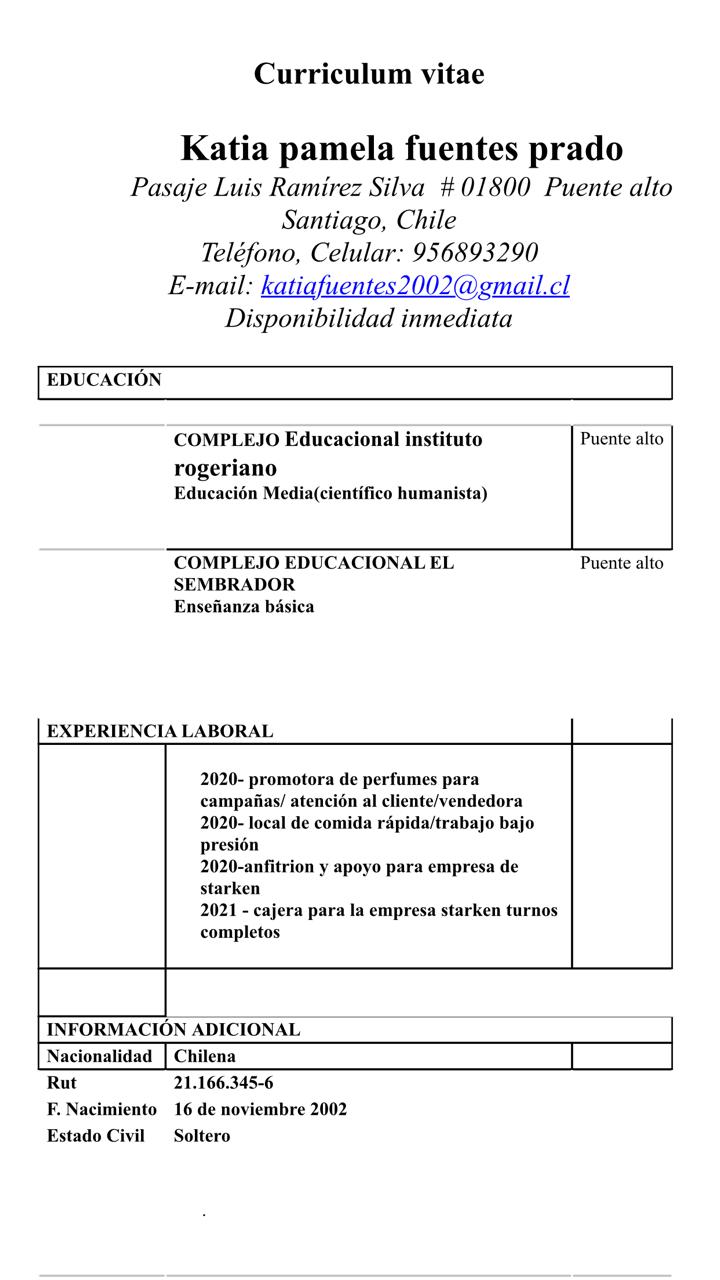 Curriculum vitae
Katia pamela fuentes prado
Pasaje Luis Ramírez Silva # 01800 Puente alto
Santiago, Chile
Teléfono, Celular: 956893290
E-mail: katiafuentes2002@gmail.cl
Disponibilidad inmediata
EDUCACIÓN
COMPLEJO Educacional instituto Puente alto
rogeriano
Educación Media(científico humanista)
COMPLEJO EDUCACIONAL EL Puente alto
SEMBRADOR
Enseñanza básica
EXPERIENCIA LABORAL
2020- promotora de perfumes para
campañas/ atención al cliente/vendedora
2020- local de comida rápida/trabajo bajo
presión
2020-anfitrion y apoyo para empresa de
starken
2021 - cajera para la empresa starken turnos
completos
INFORMACIÓN ADICIONAL
Nacionalidad Chilena
Rut 21.166.345-6
F. Nacimiento 16 de noviembre 2002
Estado Civil Soltero
.